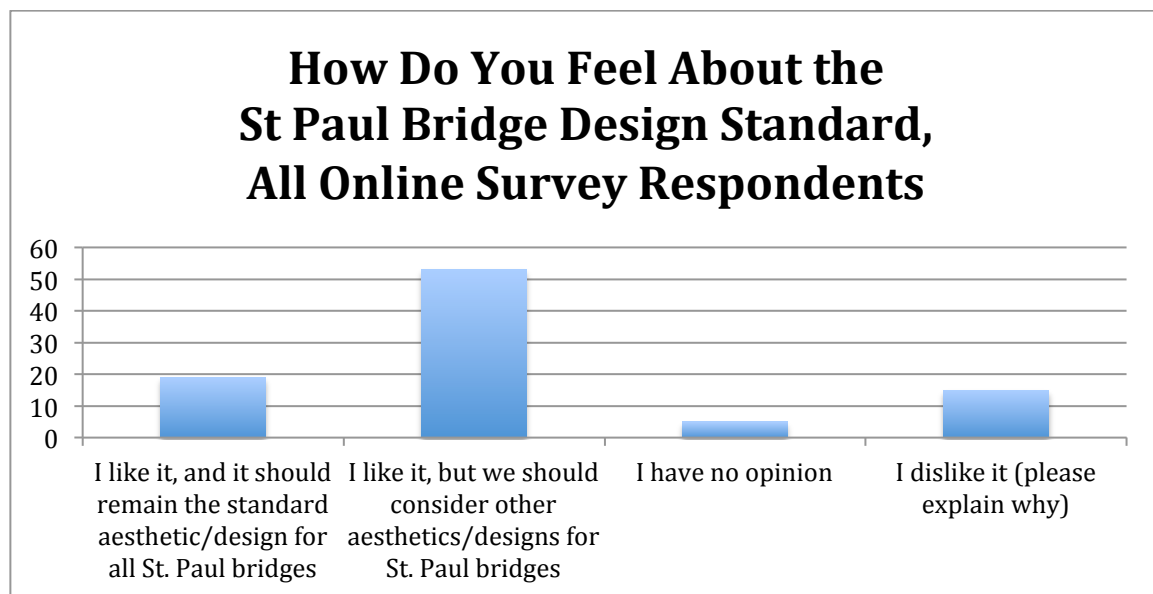 How Do You Feel About the
St Paul Bridge Design Standard,
All Online Survey Respondents
60
50
40
30
20
10
0
I like it, and it should
remain the standard
aesthetic/design for
all St. Paul bridges
I like it, but we should
consider other
aesthetics/designs for
St. Paul bridges
I have no opinion
I dislike it (please
explain why)